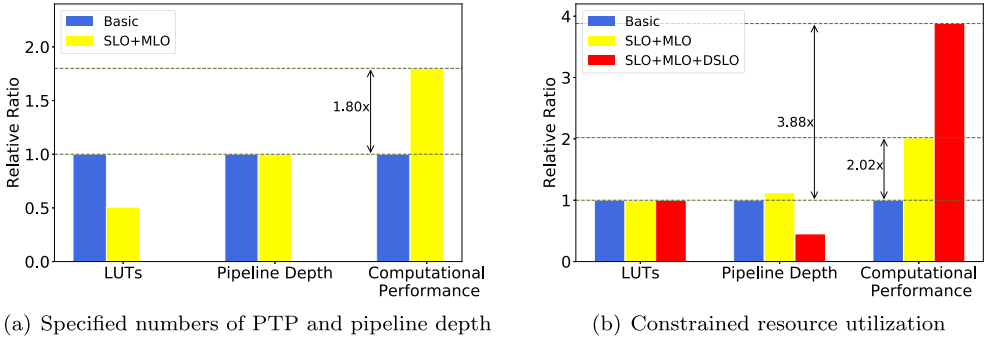 Basic
SLO+MLO
Relative Ratio
2.0
1.5
1.0
0.5
0.0
1.80x
LUTs
Pipeline Depth
Computational
Performance
(a) Specified numbers of PTP and pipeline depth
Basic
SLO+MLO
SLO+MLO+DSLO
Relative Ratio
4
3
2
1
0
3.88x
2.02x
LUTs
Pipeline Depth
Computational
Performance
(b) Constrained resource utilization